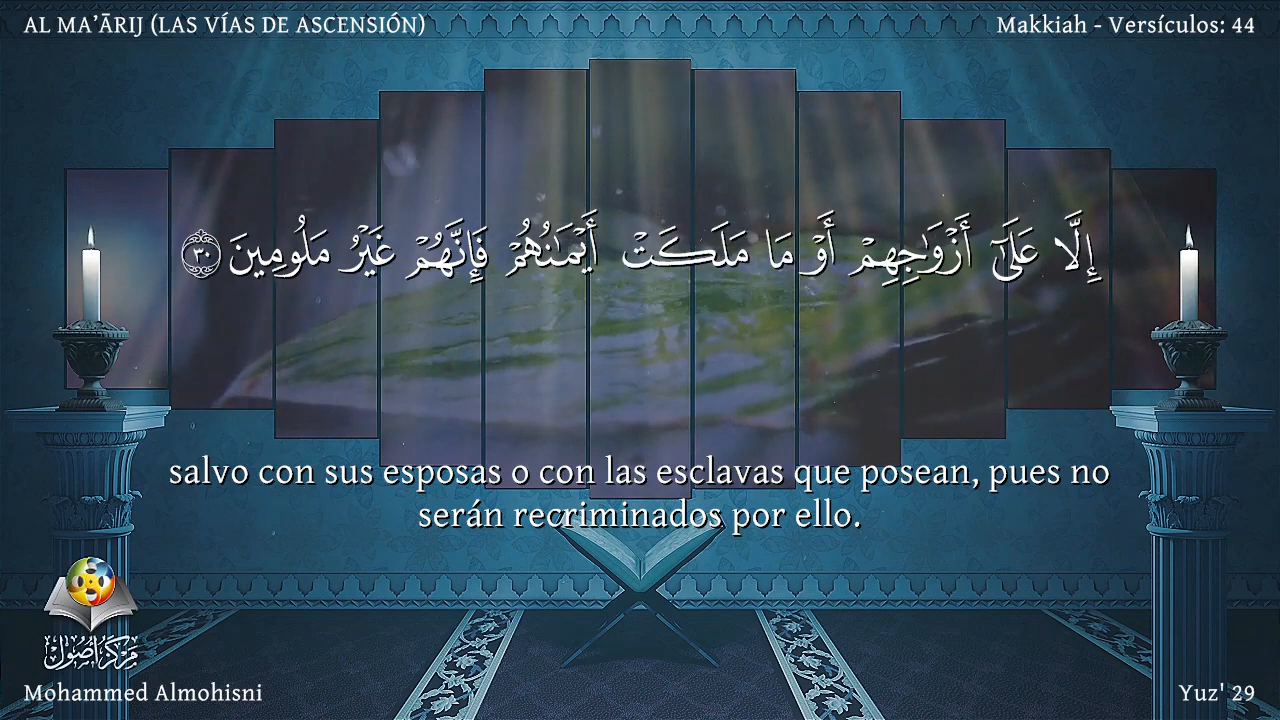 AL MA’ĀRIJ (LAS VÍAS DE ASCENSIÓN)
Makkiah - Versículos: 44
إِلَّا عَلَىٰٓ أَزْوَٰجِهِمْ أَوْ مَا مَلَكَتْ أَيْمَٰنُهُمْ فَإِنَّهُمْ غَيْرُ مَلُومِينَ ٣٠
salvo con sus esposas o con las esclavas que posean, pues no
serán recriminados por ello.
مركز أصول
Mohammed Almohisni
Yuz' 29